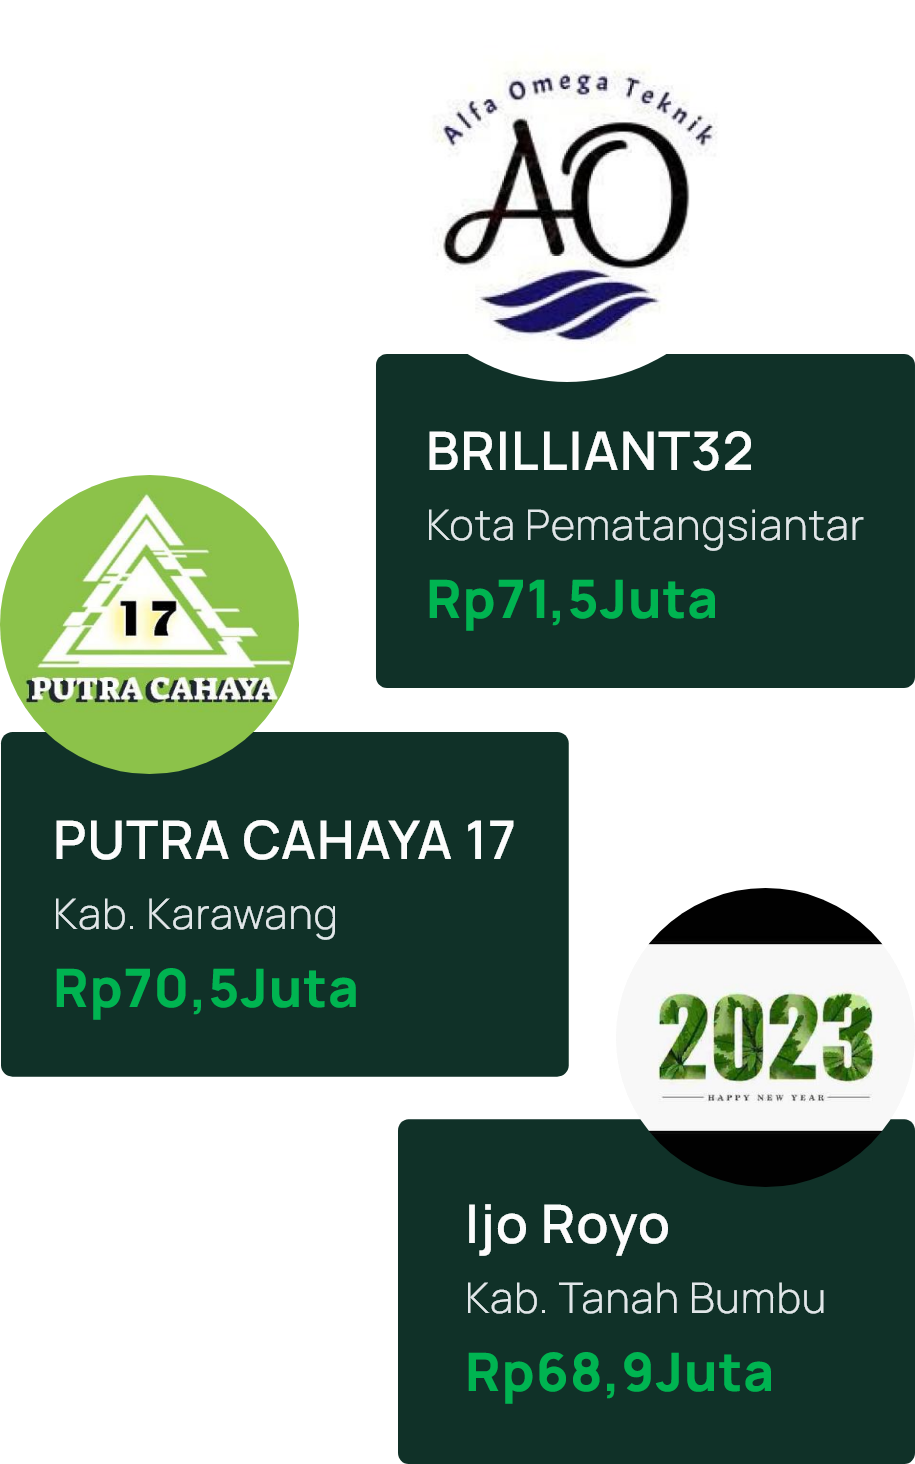 Alfa Omega Teknik
AO
BRILLIANT32
Kota Pematangsiantar
Rp71,5Juta
17
PUTRA CAHAYA
PUTRA CAHAYA 17
Kab. Karawang
Rp70,5Juta
2023
HAPPY NEW YEAR
Ijo Royo
Kab. Tanah Bumbu
Rp68,9Juta